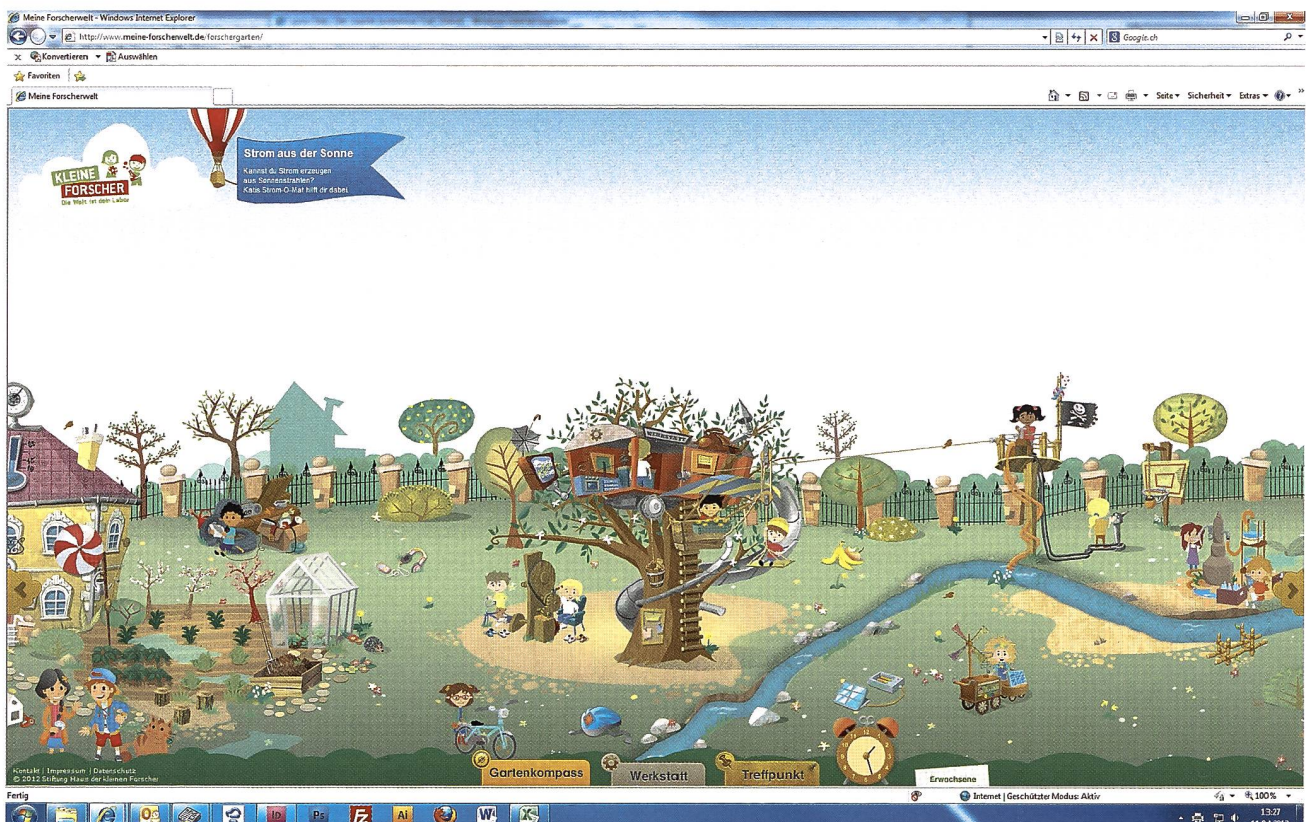 Meine Forscherwelt - Windows Internet Explorer
http://www.meine-forscherwelt.de/forschergarten/
Google.ch
x Konvertieren Auswählen
Favoriten
Meine Forscherwelt
Seite Sicherheit Extras
Strom aus der Sonne
Kannst du Strom erzeugen
aus Sonnenstrahlen?
Katis Strom-O-Mat hilft dir dabei.
KLEINE
FORSCHER
Die Welt ist dein Labor
WERKSTATT
Gartenkompass
Werkstatt
Treffpunkt
Erwachsene
Kontakt | Impressum | Datenschutz
© 2012 Stiftung Haus der kleinen Forscher
Fertig
Internet | Geschützter Modus: Aktiv
100%
13:27